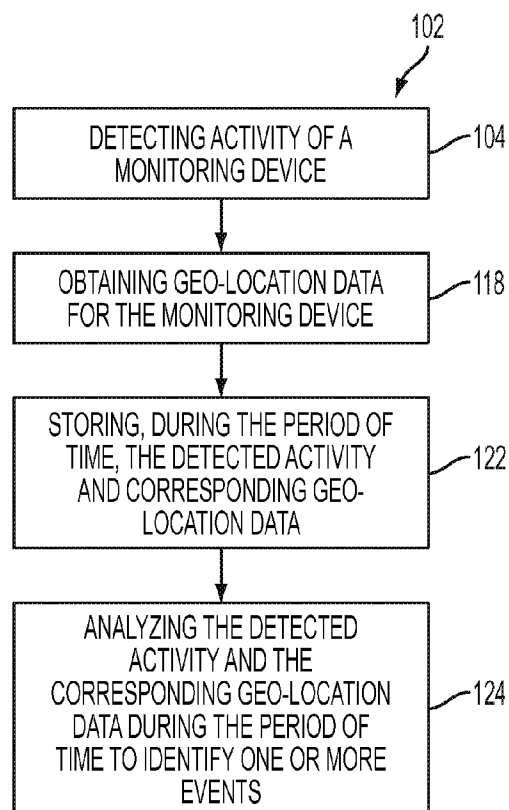 102
DETECTING ACTIVITY OF A
MONITORING DEVICE
104
OBTAINING GEO-LOCATION DATA
FOR THE MONITORING DEVICE
118
STORING, DURING THE PERIOD OF
TIME, THE DETECTED ACTIVITY
AND CORRESPONDING GEO-
LOCATION DATA
122
ANALYZING THE DETECTED
ACTIVITY AND THE
CORRESPONDING GEO-LOCATION
DATA DURING THE PERIOD OF
TIME TO IDENTIFY ONE OR MORE
EVENTS
124